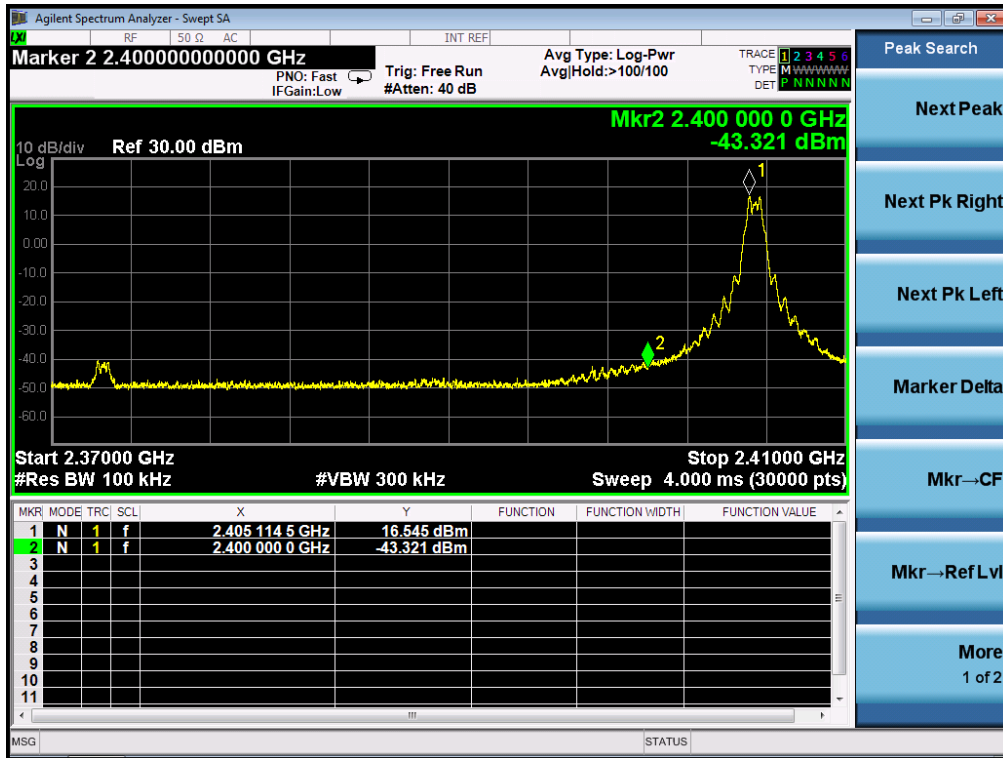 Agilent Spectrum Analyzer - Swept SA
LXI RF 50 Ω AC INT REF
Marker 2 2.400000000000 GHz
PNO: Fast
IFGain:Low
Trig: Free Run
#Atten: 40 dB
Avg Type: Log-Pwr
Avg|Hold:>100/100
TRACE 1 2 3 4 5 6
TYPE M WWWWW
DET P N N N N N
Peak Search
Next Peak
Next Pk Right
Next Pk Left
Marker Delta
Mkr→CF
Mkr→Ref Lvl
More
1 of 2
Mkr2 2.400 000 0 GHz
-43.321 dBm
10 dB/div Ref 30.00 dBm
Log
20.0
10.0
0.00
-10.0
-20.0
-30.0
-40.0
-50.0
-60.0
1
2
Start 2.37000 GHz Stop 2.41000 GHz
#Res BW 100 kHz #VBW 300 kHz Sweep 4.000 ms (30000 pts)
MKR MODE TRC SCL X Y FUNCTION FUNCTION WIDTH FUNCTION VALUE
1 N 1 f 2.405 114 5 GHz 16.545 dBm
2 N 1 f 2.400 000 0 GHz -43.321 dBm
3
4
5
6
7
8
9
10
11
MSG STATUS